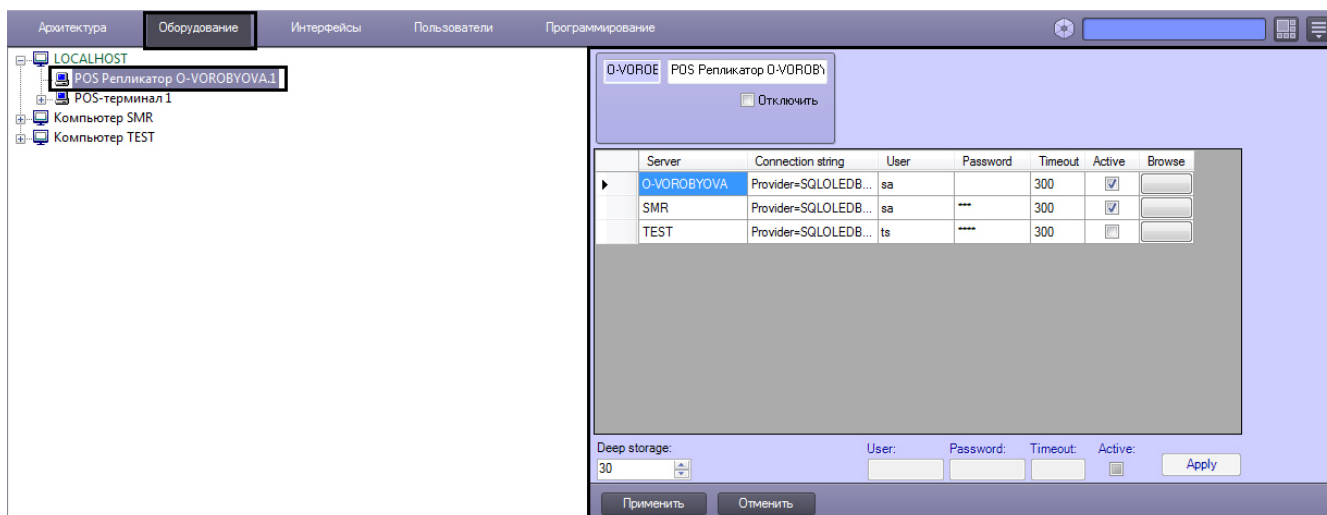 Архитектура Оборудование Интерфейсы Пользователи Программирование
LOCALHOST
POS Репликатор O-VOROBYOVA.1
POS-терминал 1
Компьютер SMR
Компьютер TEST
O-VOROE POS Репликатор O-VOROBY
Отключить
Server Connection string User Password Timeout Active Browse
O-VOROBYOVA Provider=SQLOLEDB... sa 300
SMR Provider=SQLOLEDB... sa *** 300
TEST Provider=SQLOLEDB... ts **** 300
Deep storage: User: Password: Timeout: Active:
30 Apply
Применить Отменить